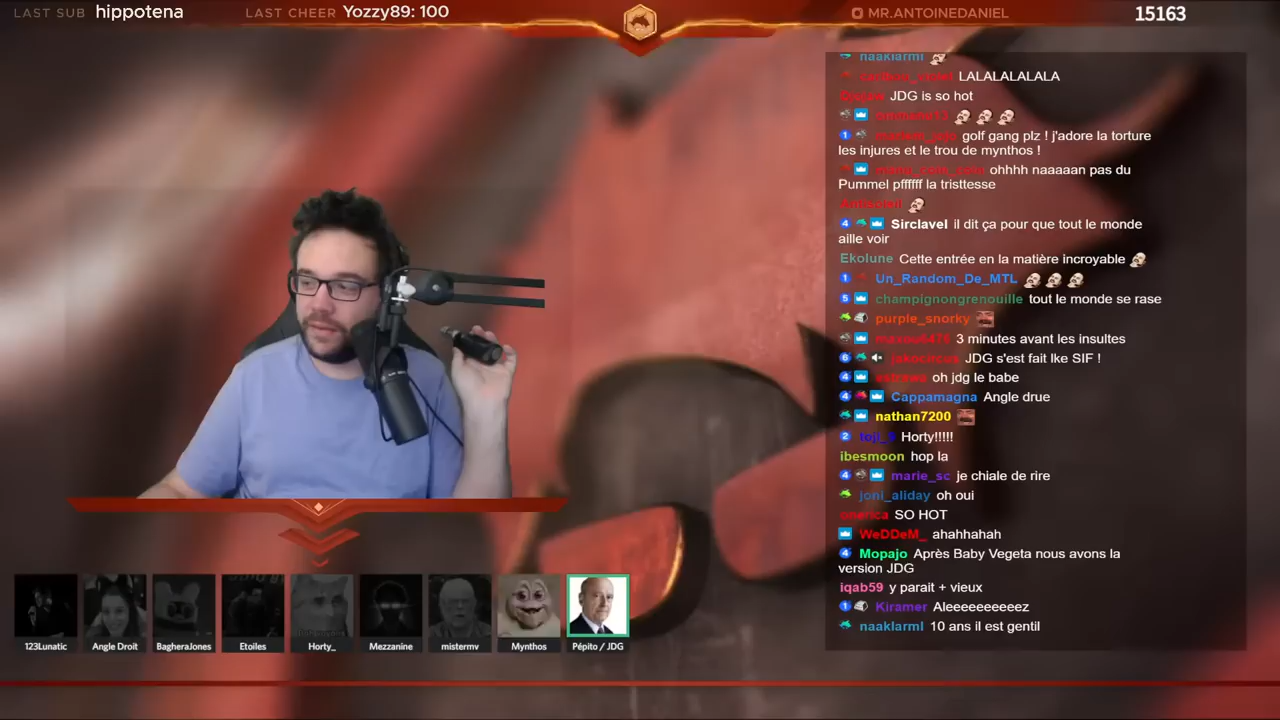 LAST SUB hippotena
LAST CHEER Yozzy89: 100
MR.ANTOINEDANIEL
15163
naaklarml
LALALALALALA
JDG is so hot
golf gang plz ! j'adore la torture
les injures et le trou de mynthos !
ohhhh naaaaan pas du
Pummel pffffff la tristtesse
Sirclavel il dit ça pour que tout le monde
aille voir
Ekolune Cette entrée en la matière incroyable
Un_Random_De_MTL
champignongrenouille tout le monde se rase
purple_snorky
3 minutes avant les insultes
jakocircus JDG s'est fait lke SIF !
oh jdg le babe
Cappamagna Angle drue
nathan7200
Horty!!!!!
ibesmoon hop la
marie_sc je chiale de rire
joni_aliday oh oui
onerica SO HOT
WeDDeM_ ahahhahah
Mopajo Après Baby Vegeta nous avons la
version JDG
iqab59 y parait + vieux
Kiramer Aleeeeeeeeeez
naaklarml 10 ans il est gentil
123Lunatic
Angle Droit
BagheraJones
Etoiles
Horty_
Mezzanine
mistermv
Mynthos
Pépito / JDG